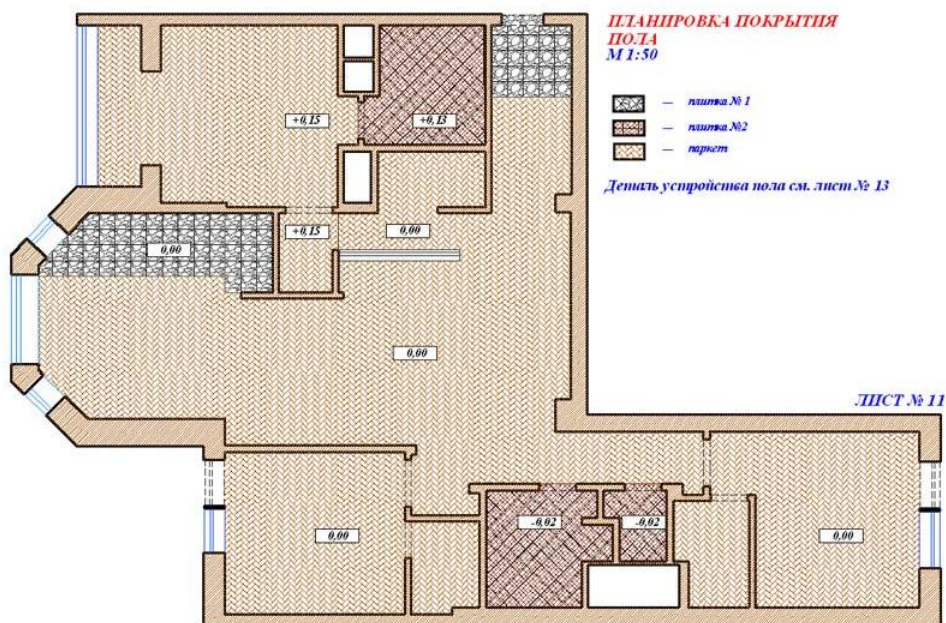 ПЛАНИРОВКА ПОКРЫТИЯ
ПОЛА
М 1:50
— плитка № 1
— плитка №2
— паркет
Деталь устройства пола см. лист № 13
+0,15
+0,13
+0,15
0,00
0,00
0,00
ЛИСТ № 11
0,00
-0,02
-0,02
0,00